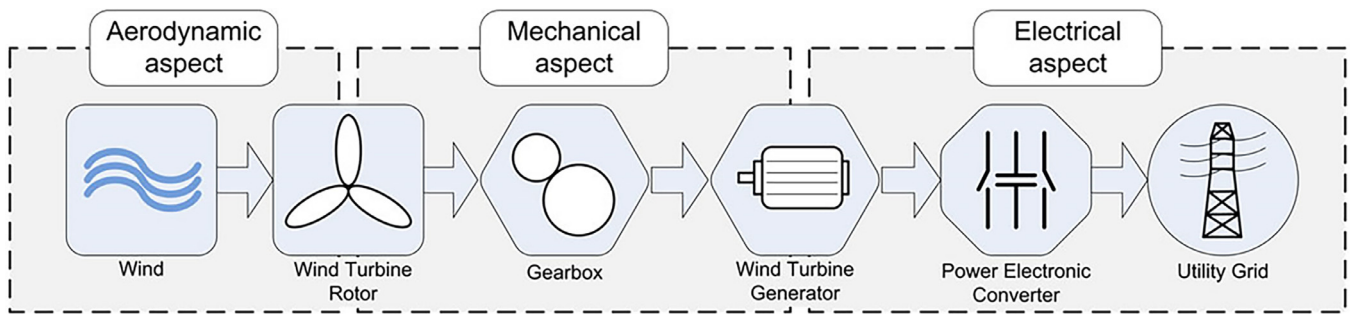 Aerodynamic
aspect
Mechanical
aspect
Electrical
aspect
Wind
Wind Turbine
Rotor
Gearbox
Wind Turbine
Generator
Power Electronic
Converter
Utility Grid